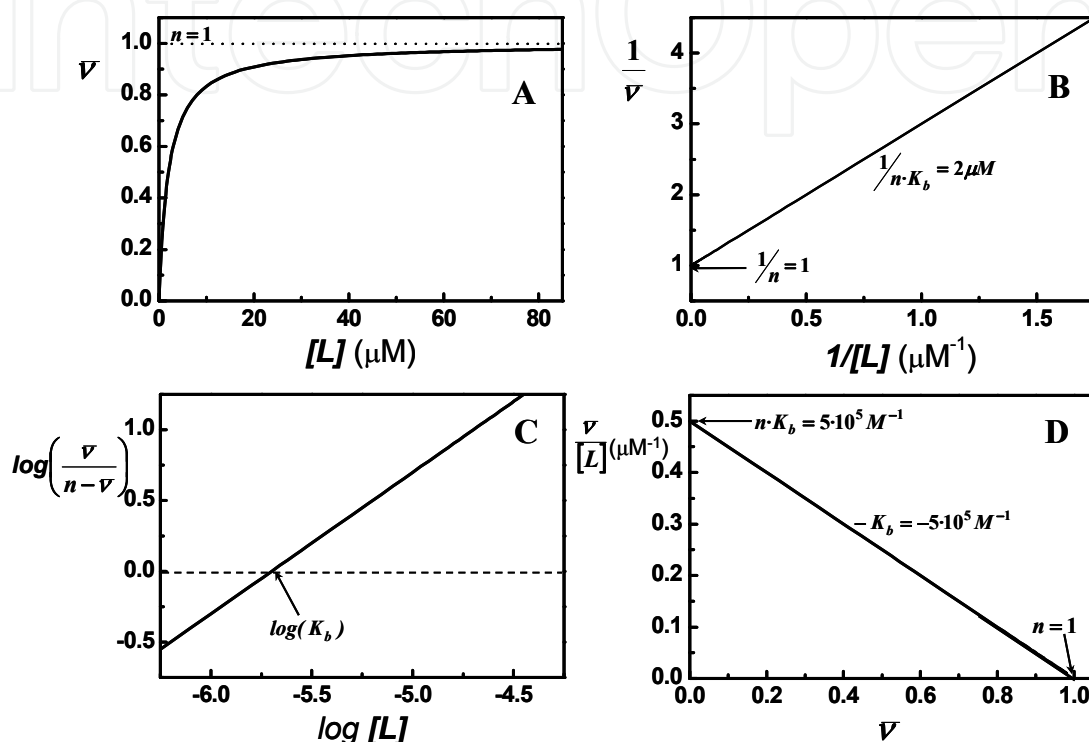 IntechOpen
n=1
1.0
0.8
0.6
0.4
0.2
0.0
ν̅
A
0 20 40 60 80
[L] (μM)
4
3
2
1
1/ν̅
B
1/n·K_b = 2μM
1/n = 1
0.0 0.5 1.0 1.5
1/[L] (μM⁻¹)
1.0
0.5
0.0
-0.5
log(ν̅/(n-ν̅))
C
log(K_b)
-6.0 -5.5 -5.0 -4.5
log [L]
0.5
0.4
0.3
0.2
0.1
0.0
ν̅/[L] (μM⁻¹)
D
n·K_b = 5·10⁵ M⁻¹
-K_b = -5·10⁵ M⁻¹
n=1
0.0 0.2 0.4 0.6 0.8 1.0
ν̅